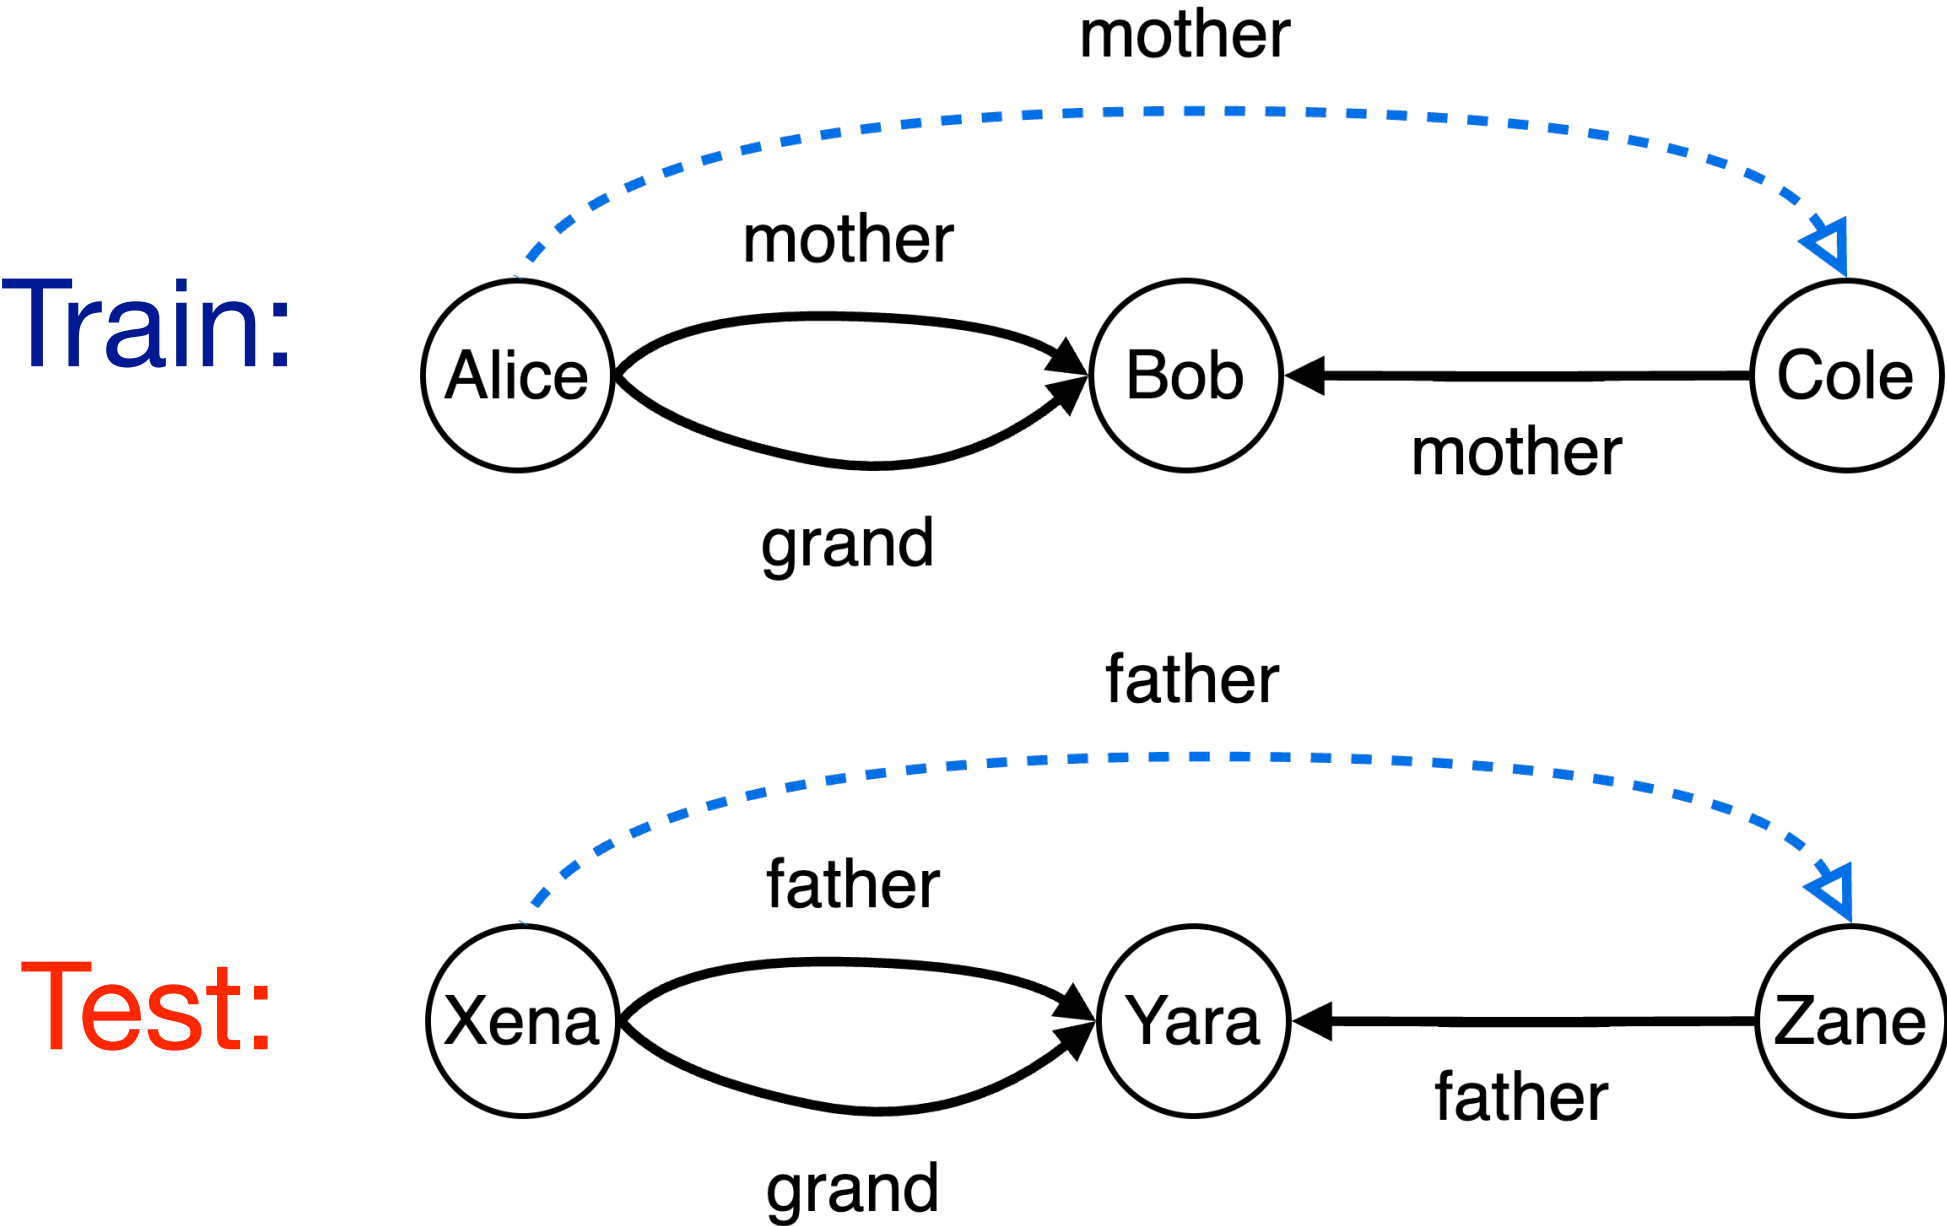 mother
mother
Train:
Alice
Bob
Cole
mother
grand
father
father
Test:
Xena
Yara
Zane
father
grand